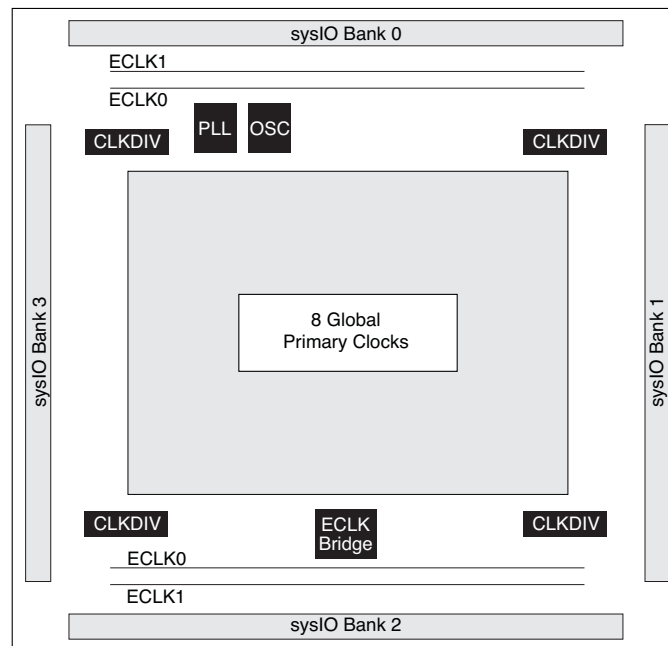 sysIO Bank 0
ECLK1
ECLK0
PLL
OSC
CLKDIV
CLKDIV
sysIO Bank 3
8 Global
Primary Clocks
sysIO Bank 1
CLKDIV
ECLK
Bridge
CLKDIV
ECLK0
ECLK1
sysIO Bank 2